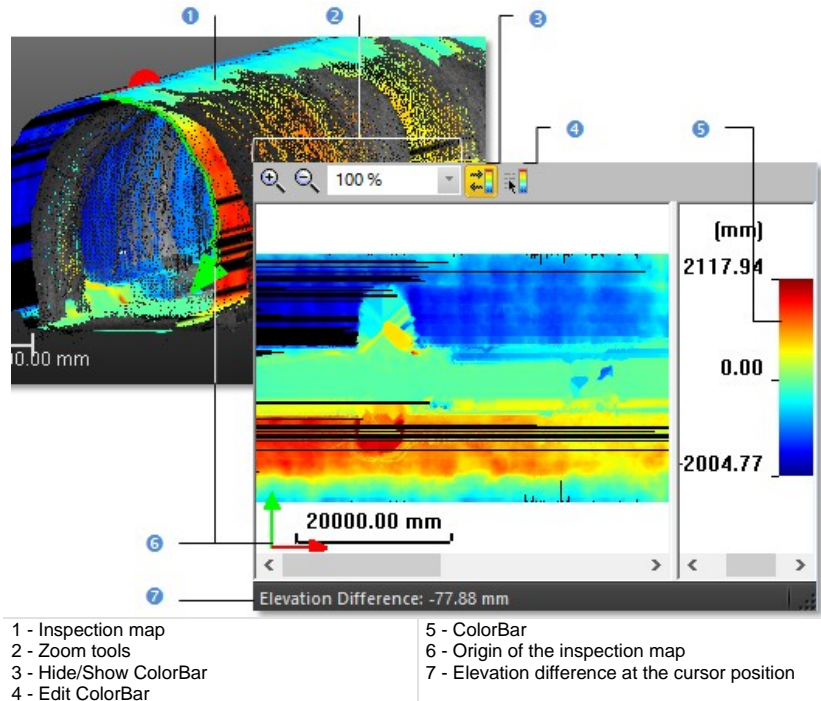 1 2 3
4 5
100 %
(mm)
2117.94
0.00
-2004.77
00.00 mm
20000.00 mm
6
7 Elevation Difference: -77.88 mm
1 - Inspection map
2 - Zoom tools
3 - Hide/Show ColorBar
4 - Edit ColorBar
5 - ColorBar
6 - Origin of the inspection map
7 - Elevation difference at the cursor position